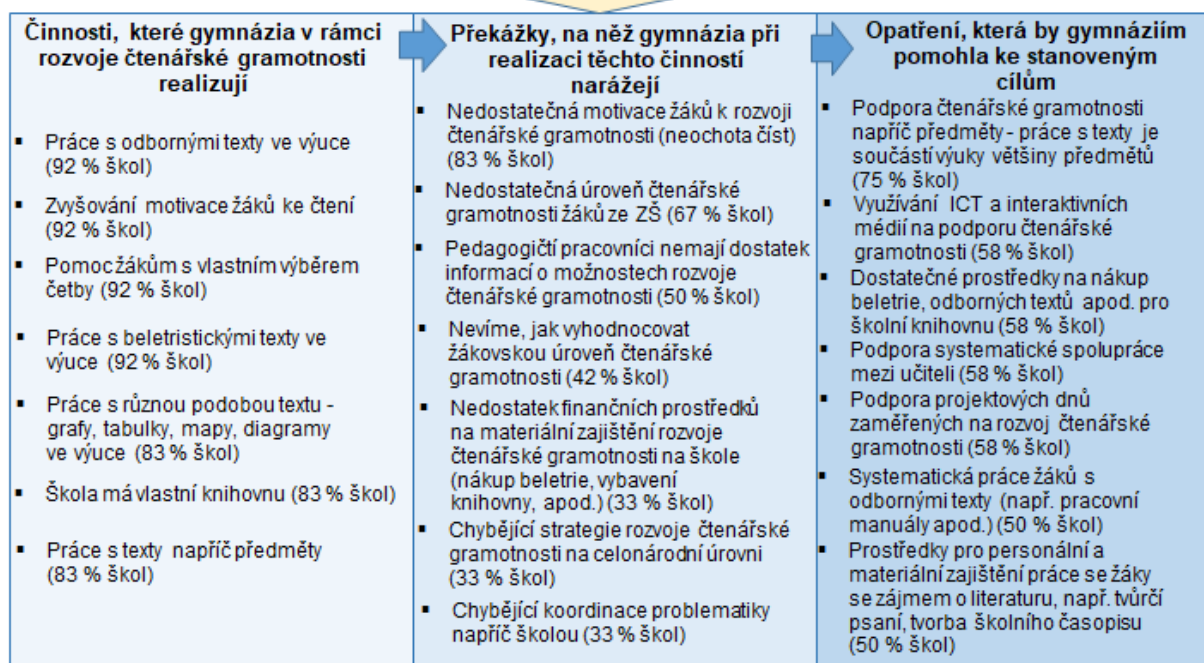 Činnosti, které gymnázia v rámci
rozvoje čtenářské gramotnosti
realizují
▪ Práce s odbornými texty ve výuce
(92 % škol)
▪ Zvyšování motivace žáků ke čtení
(92 % škol)
▪ Pomoc žákům s vlastním výběrem
četby (92 % škol)
▪ Práce s beletristickými texty ve
výuce (92 % škol)
▪ Práce s různou podobou textu -
grafy, tabulky, mapy, diagramy
ve výuce (83 % škol)
▪ Škola má vlastní knihovnu (83 % škol)
▪ Práce s texty napříč předměty
(83 % škol)
Překážky, na něž gymnázia při
realizaci těchto činností
narážejí
▪ Nedostatečná motivace žáků k rozvoji
čtenářské gramotnosti (neochota číst)
(83 % škol)
▪ Nedostatečná úroveň čtenářské
gramotnosti žáků ze ZŠ (67 % škol)
▪ Pedagogičtí pracovníci nemají dostatek
informací o možnostech rozvoje
čtenářské gramotnosti (50 % škol)
▪ Nevíme, jak vyhodnocovat
žákovskou úroveň čtenářské
gramotnosti (42 % škol)
▪ Nedostatek finančních prostředků
na materiální zajištění rozvoje
čtenářské gramotnosti na škole
(nákup beletrie, vybavení
knihovny, apod.) (33 % škol)
▪ Chybějící strategie rozvoje čtenářské
gramotnosti na celonárodní úrovni
(33 % škol)
▪ Chybějící koordinace problematiky
napříč školou (33 % škol)
Opatření, která by gymnáziím
pomohla ke stanoveným
cílům
▪ Podpora čtenářské gramotnosti
napříč předměty - práce s texty je
součástí výuky většiny předmětů
(75 % škol)
▪ Využívání ICT a interaktivních
médií na podporu čtenářské
gramotnosti (58 % škol)
▪ Dostatečné prostředky na nákup
beletrie, odborných textů apod. pro
školní knihovnu (58 % škol)
▪ Podpora systematické spolupráce
mezi učiteli (58 % škol)
▪ Podpora projektových dnů
zaměřených na rozvoj čtenářské
gramotnosti (58 % škol)
▪ Systematická práce žáků s
odbornými texty (např. pracovní
manuály apod.) (50 % škol)
▪ Prostředky pro personální a
materiální zajištění práce se žáky
se zájmem o literaturu, např. tvůrčí
psaní, tvorba školního časopisu
(50 % škol)